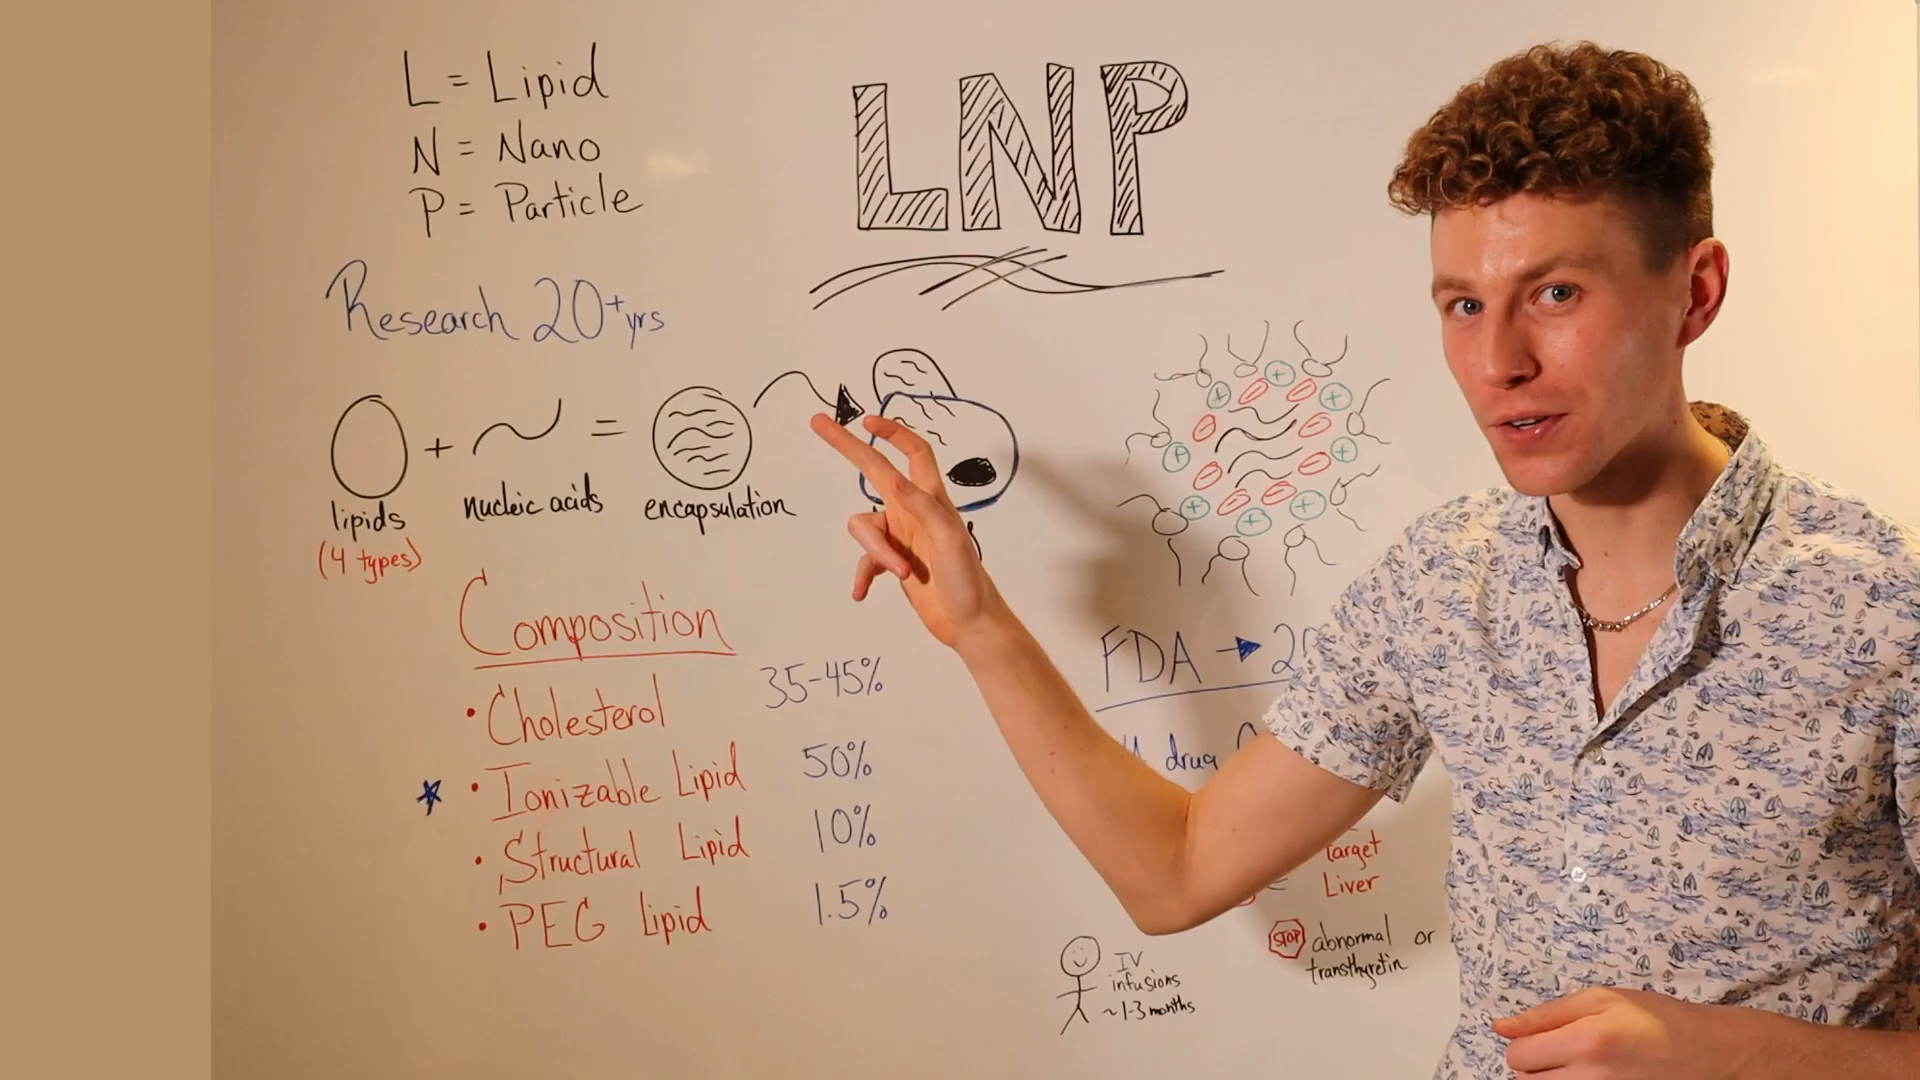 L = Lipid
N = Nano
P = Particle
LNP
Research 20+yrs
+ =
lipids
(4 types)
nucleic acids
encapsulation
Composition
• Cholesterol 35-45%
• Ionizable Lipid 50%
• Structural Lipid 10%
• PEG Lipid 1.5%
FDA → 20
drug
Target
Liver
STOP abnormal or
transthyretin
IV
infusions
~1-3 months